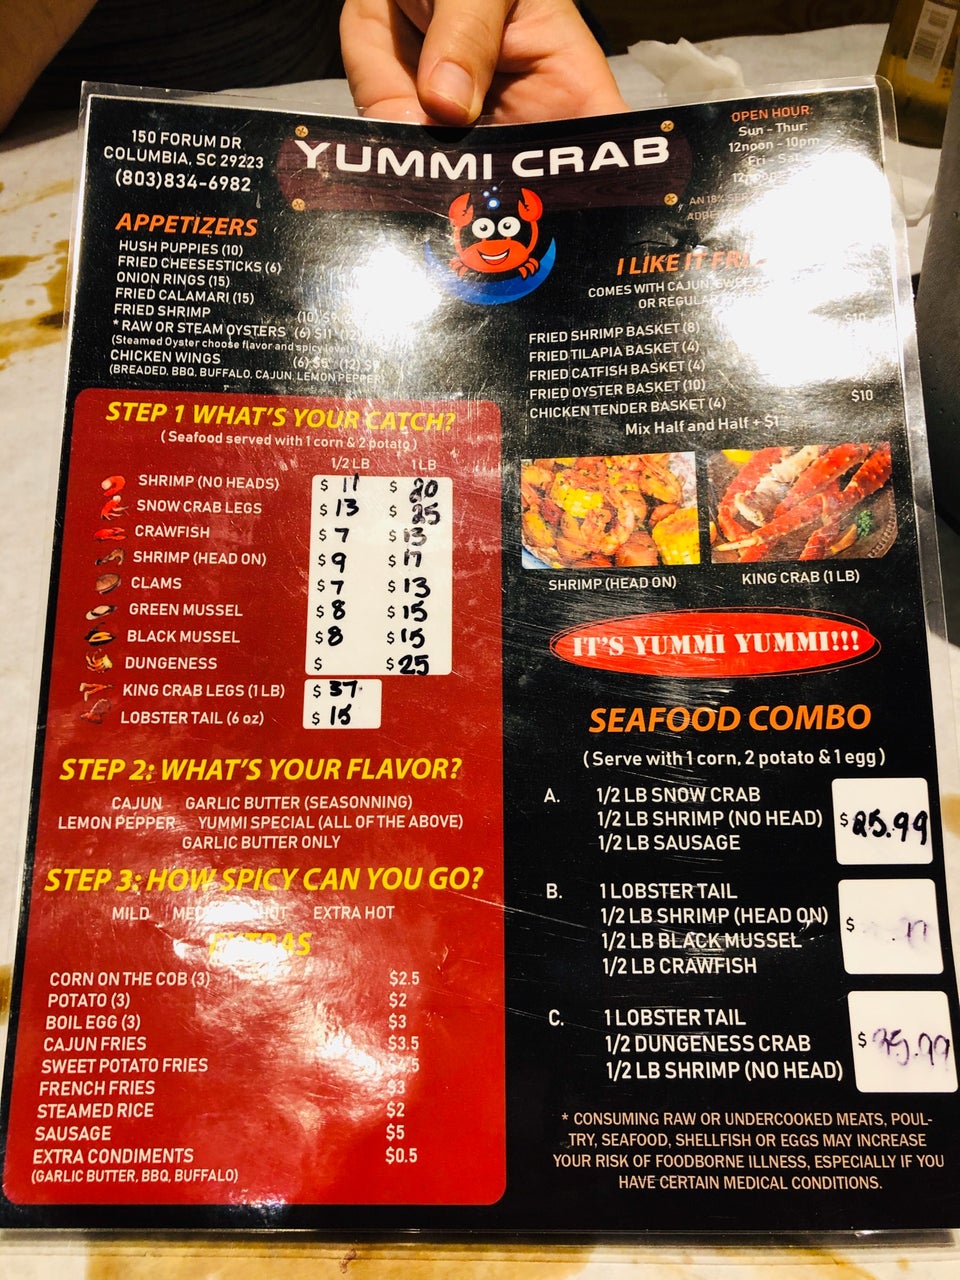 150 FORUM DR
COLUMBIA, SC 29223
(803)834-6982
YUMMI CRAB
OPEN HOUR:
Sun - Thur:
12noon - 10pm
Fri - Sat
AN 18%
APPETIZERS
HUSH PUPPIES (10)
FRIED CHEESESTICKS (6)
ONION RINGS (15)
FRIED CALAMARI (15)
FRIED SHRIMP (10)
* RAW OR STEAM OYSTERS (6) $11 (12)
(Steamed Oyster choose flavor and spicy level)
CHICKEN WINGS (6) $5 (12)
(BREADED, BBQ, BUFFALO, CAJUN, LEMON PEPPER)
I LIKE IT
COMES WITH CAJUN, SWEET
OR REGULAR
FRIED SHRIMP BASKET (8) $10
FRIED TILAPIA BASKET (4)
FRIED CATFISH BASKET (4)
FRIED OYSTER BASKET (10)
CHICKEN TENDER BASKET (4) $10
Mix Half and Half + $1
STEP 1 WHAT'S YOUR CATCH?
(Seafood served with 1 corn & 2 potato)
1/2 LB 1 LB
SHRIMP (NO HEADS) $ 11 $ 20
SNOW CRAB LEGS $ 13 $ 25
CRAWFISH $ 7 $ 13
SHRIMP (HEAD ON) $ 9 $ 17
CLAMS $ 7 $ 13
GREEN MUSSEL $ 8 $ 15
BLACK MUSSEL $ 8 $ 15
DUNGENESS $ $ 25
KING CRAB LEGS (1 LB) $ 37
LOBSTER TAIL (6 oz) $ 15
SHRIMP (HEAD ON) KING CRAB (1 LB)
IT'S YUMMI YUMMI!!!
STEP 2: WHAT'S YOUR FLAVOR?
CAJUN GARLIC BUTTER (SEASONNING)
LEMON PEPPER YUMMI SPECIAL (ALL OF THE ABOVE)
GARLIC BUTTER ONLY
STEP 3: HOW SPICY CAN YOU GO?
MILD HOT EXTRA HOT
EXTRAS
CORN ON THE COB (3) $2.5
POTATO (3) $2
BOIL EGG (3) $3
CAJUN FRIES $3.5
SWEET POTATO FRIES $4.5
FRENCH FRIES $3
STEAMED RICE $2
SAUSAGE $5
EXTRA CONDIMENTS $0.5
(GARLIC BUTTER, BBQ, BUFFALO)
SEAFOOD COMBO
(Serve with 1 corn, 2 potato & 1 egg)
A. 1/2 LB SNOW CRAB
1/2 LB SHRIMP (NO HEAD) $ 25.99
1/2 LB SAUSAGE
B. 1 LOBSTER TAIL
1/2 LB SHRIMP (HEAD ON) $
1/2 LB BLACK MUSSEL
1/2 LB CRAWFISH
C. 1 LOBSTER TAIL
1/2 DUNGENESS CRAB $
1/2 LB SHRIMP (NO HEAD)
* CONSUMING RAW OR UNDERCOOKED MEATS, POUL-
TRY, SEAFOOD, SHELLFISH OR EGGS MAY INCREASE
YOUR RISK OF FOODBORNE ILLNESS, ESPECIALLY IF YOU
HAVE CERTAIN MEDICAL CONDITIONS.